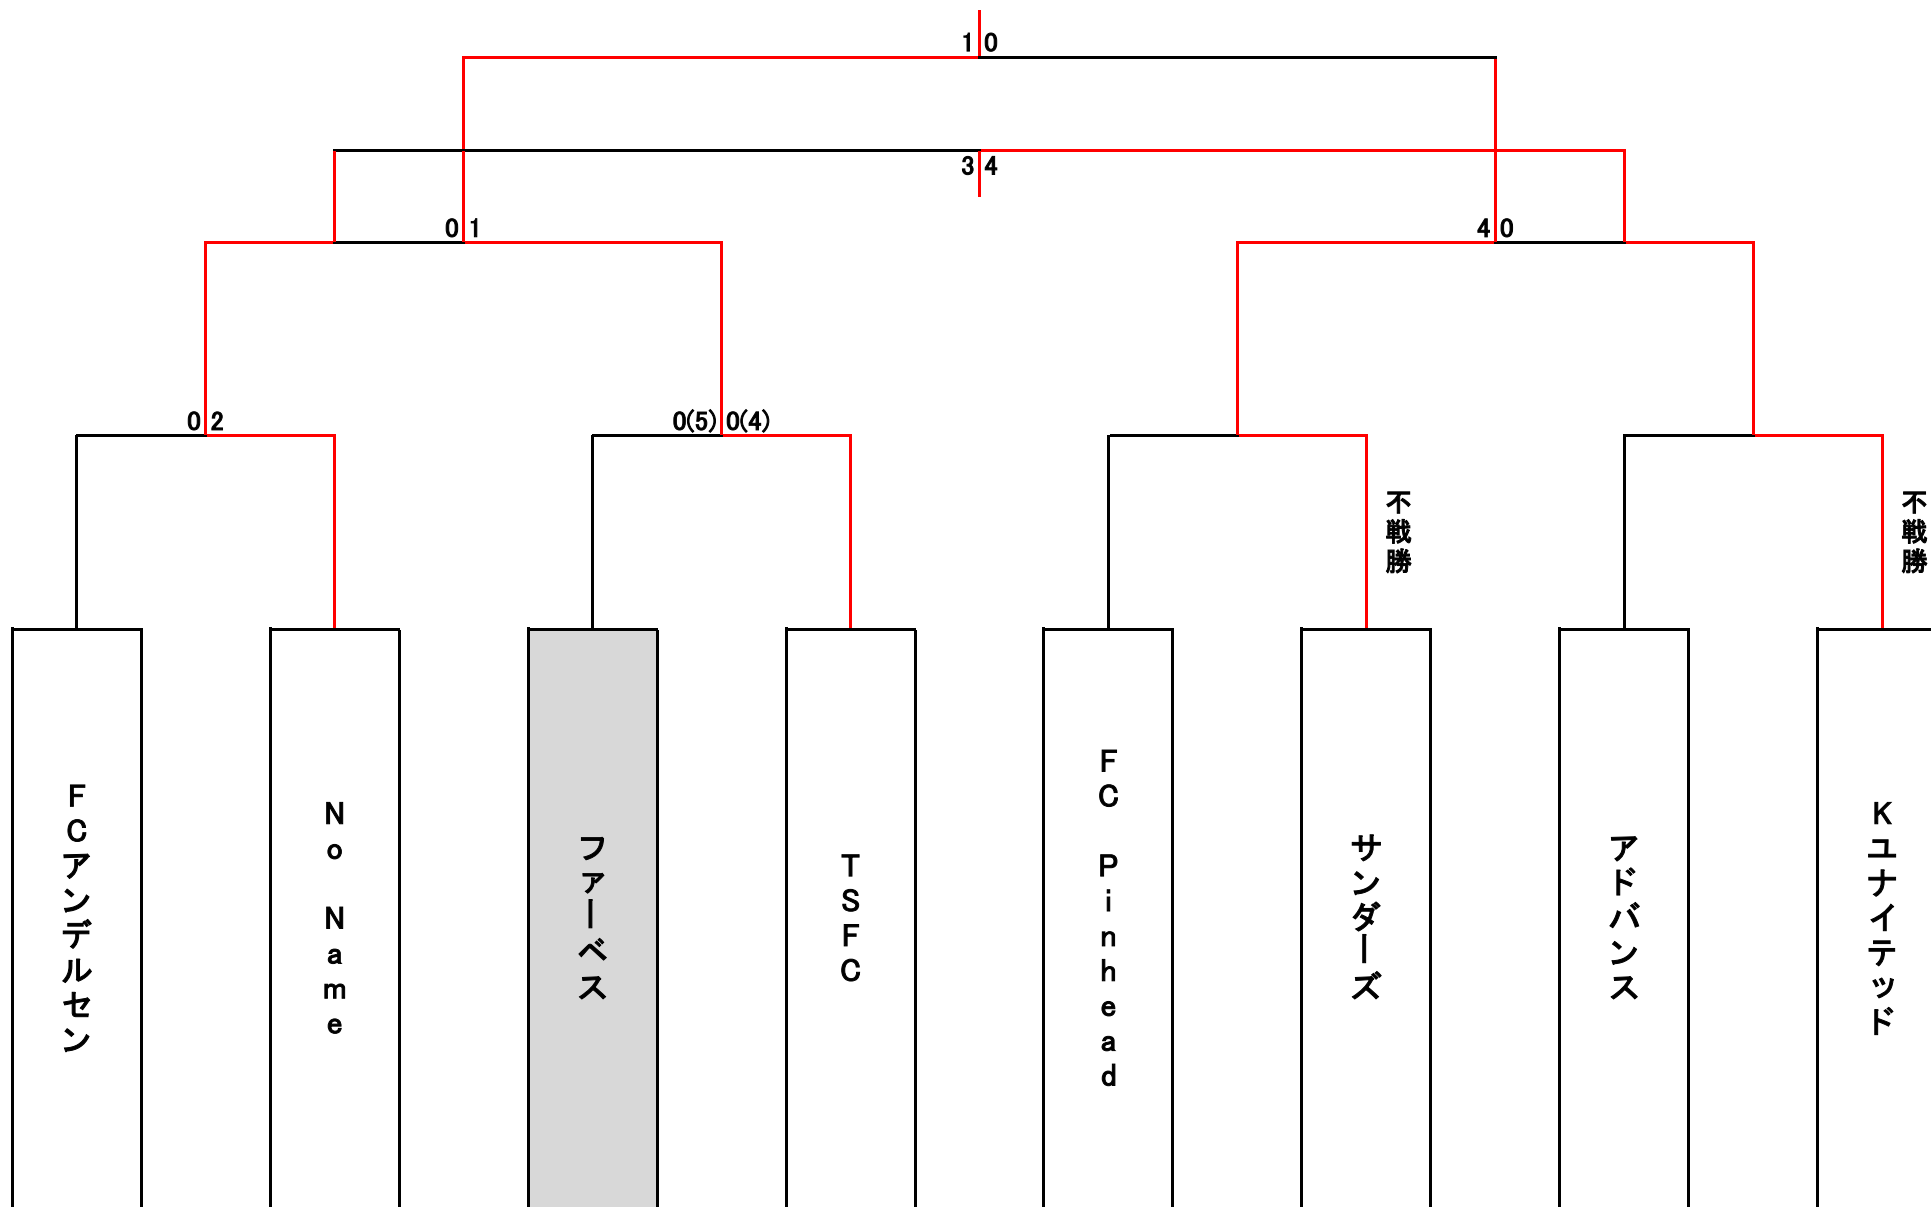 1 0
3 4
0 1
4 0
0 2
0(5) 0(4)
不戦勝
不戦勝
FCアンデルセン
No Name
ファーベス
TSFC
FC Pinhead
サンダーズ
アドバンス
Kユナイテッド